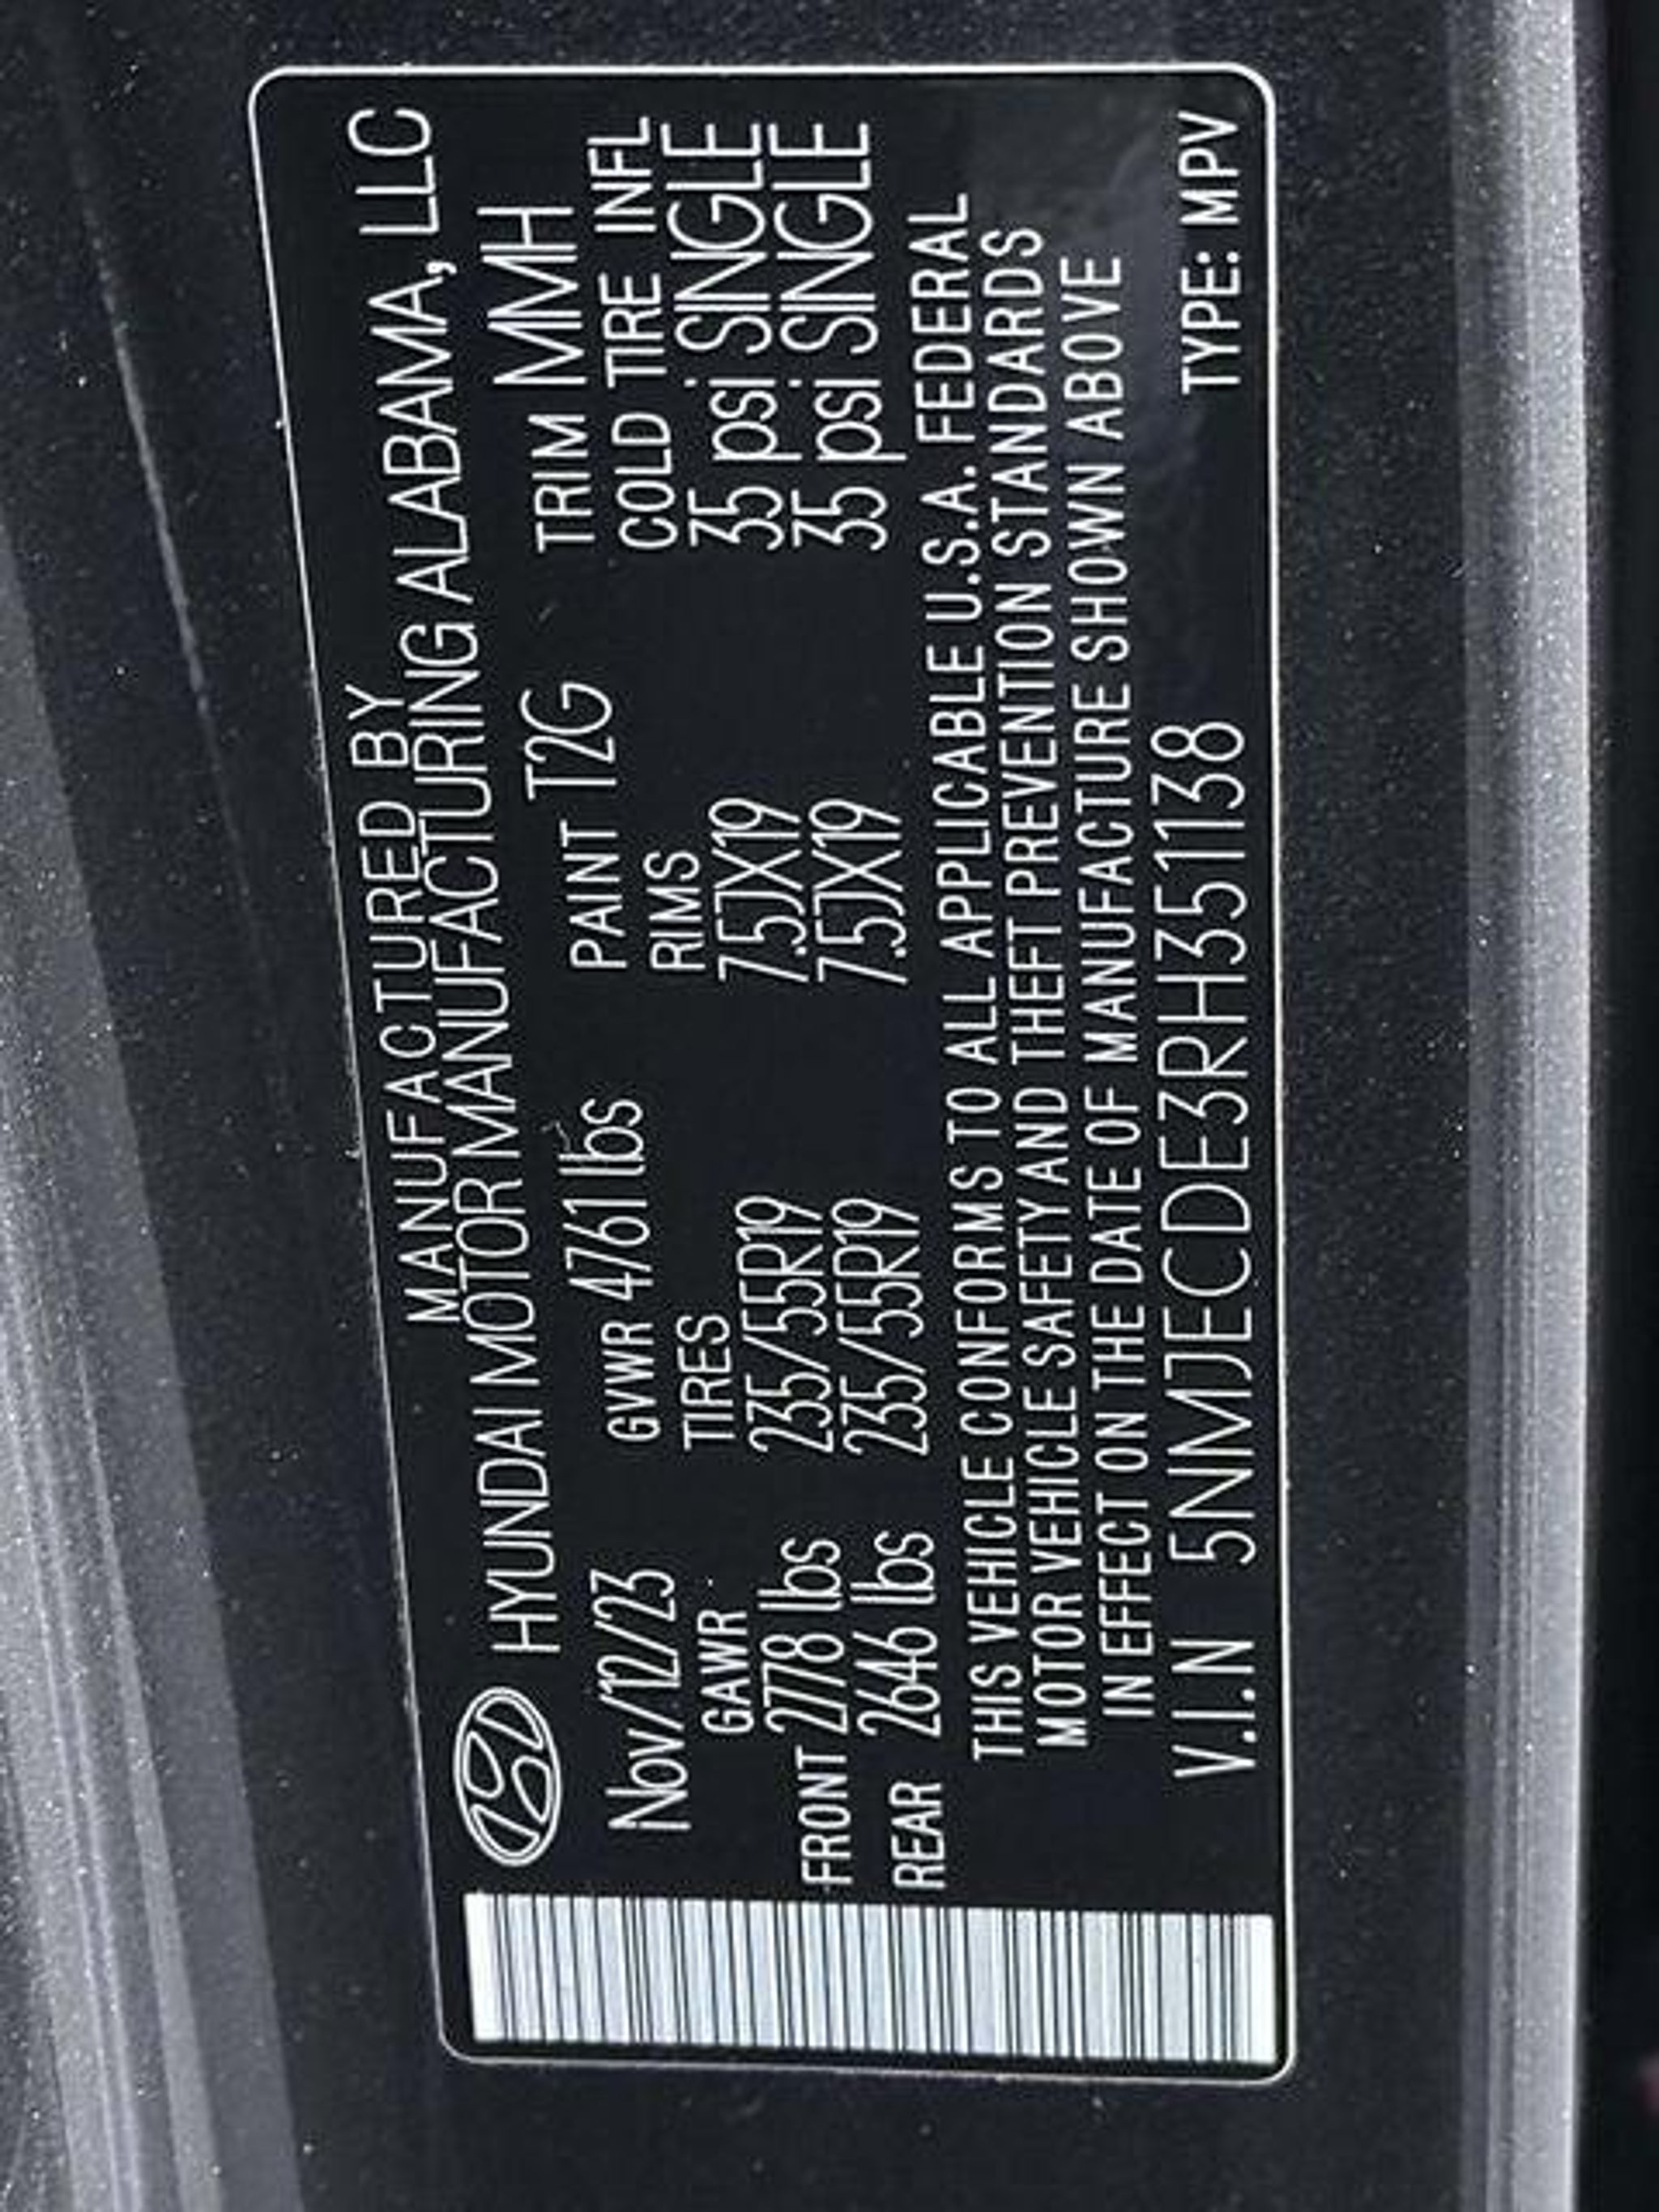 MANUFACTURED BY
HYUNDAI MOTOR MANUFACTURING ALABAMA, LLC
Nov/12/23 GVWR 4761 lbs PAINT T2G TRIM MMH
GAWR TIRES RIMS COLD TIRE INFL
FRONT 2778 lbs 235/55R19 7.5JX19 35 psi SINGLE
REAR 2646 lbs 235/55R19 7.5JX19 35 psi SINGLE
THIS VEHICLE CONFORMS TO ALL APPLICABLE U.S.A. FEDERAL
MOTOR VEHICLE SAFETY AND THEFT PREVENTION STANDARDS
IN EFFECT ON THE DATE OF MANUFACTURE SHOWN ABOVE
V.I.N 5NMJECDE3RH351138 TYPE: MPV